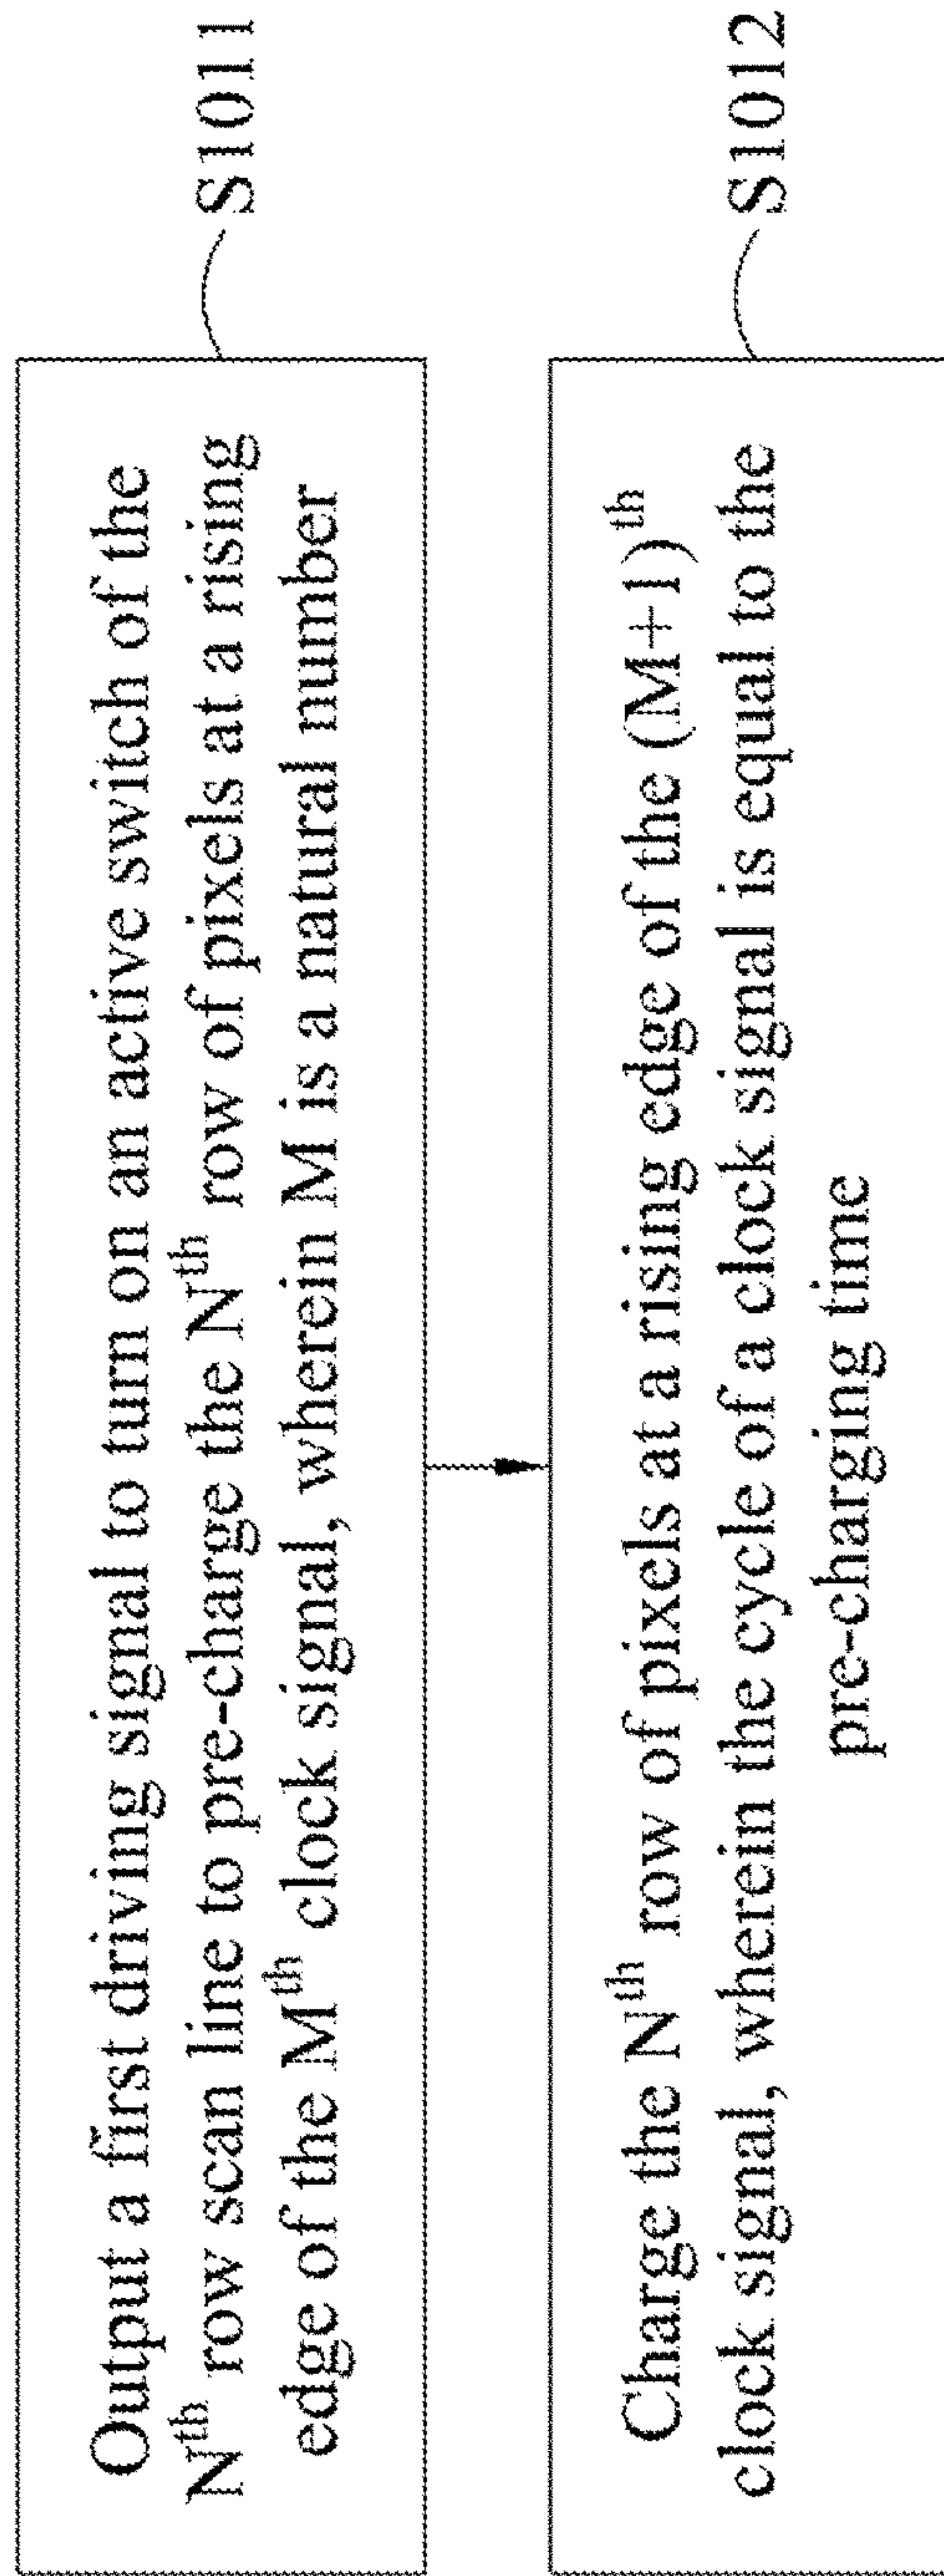 Output a first driving signal to turn on an active switch of the
Nth row scan line to pre-charge the Nth row of pixels at a rising
edge of the Mth clock signal, wherein M is a natural number
S1011
Charge the Nth row of pixels at a rising edge of the (M+1)th
clock signal, wherein the cycle of a clock signal is equal to the
pre-charging time
S1012